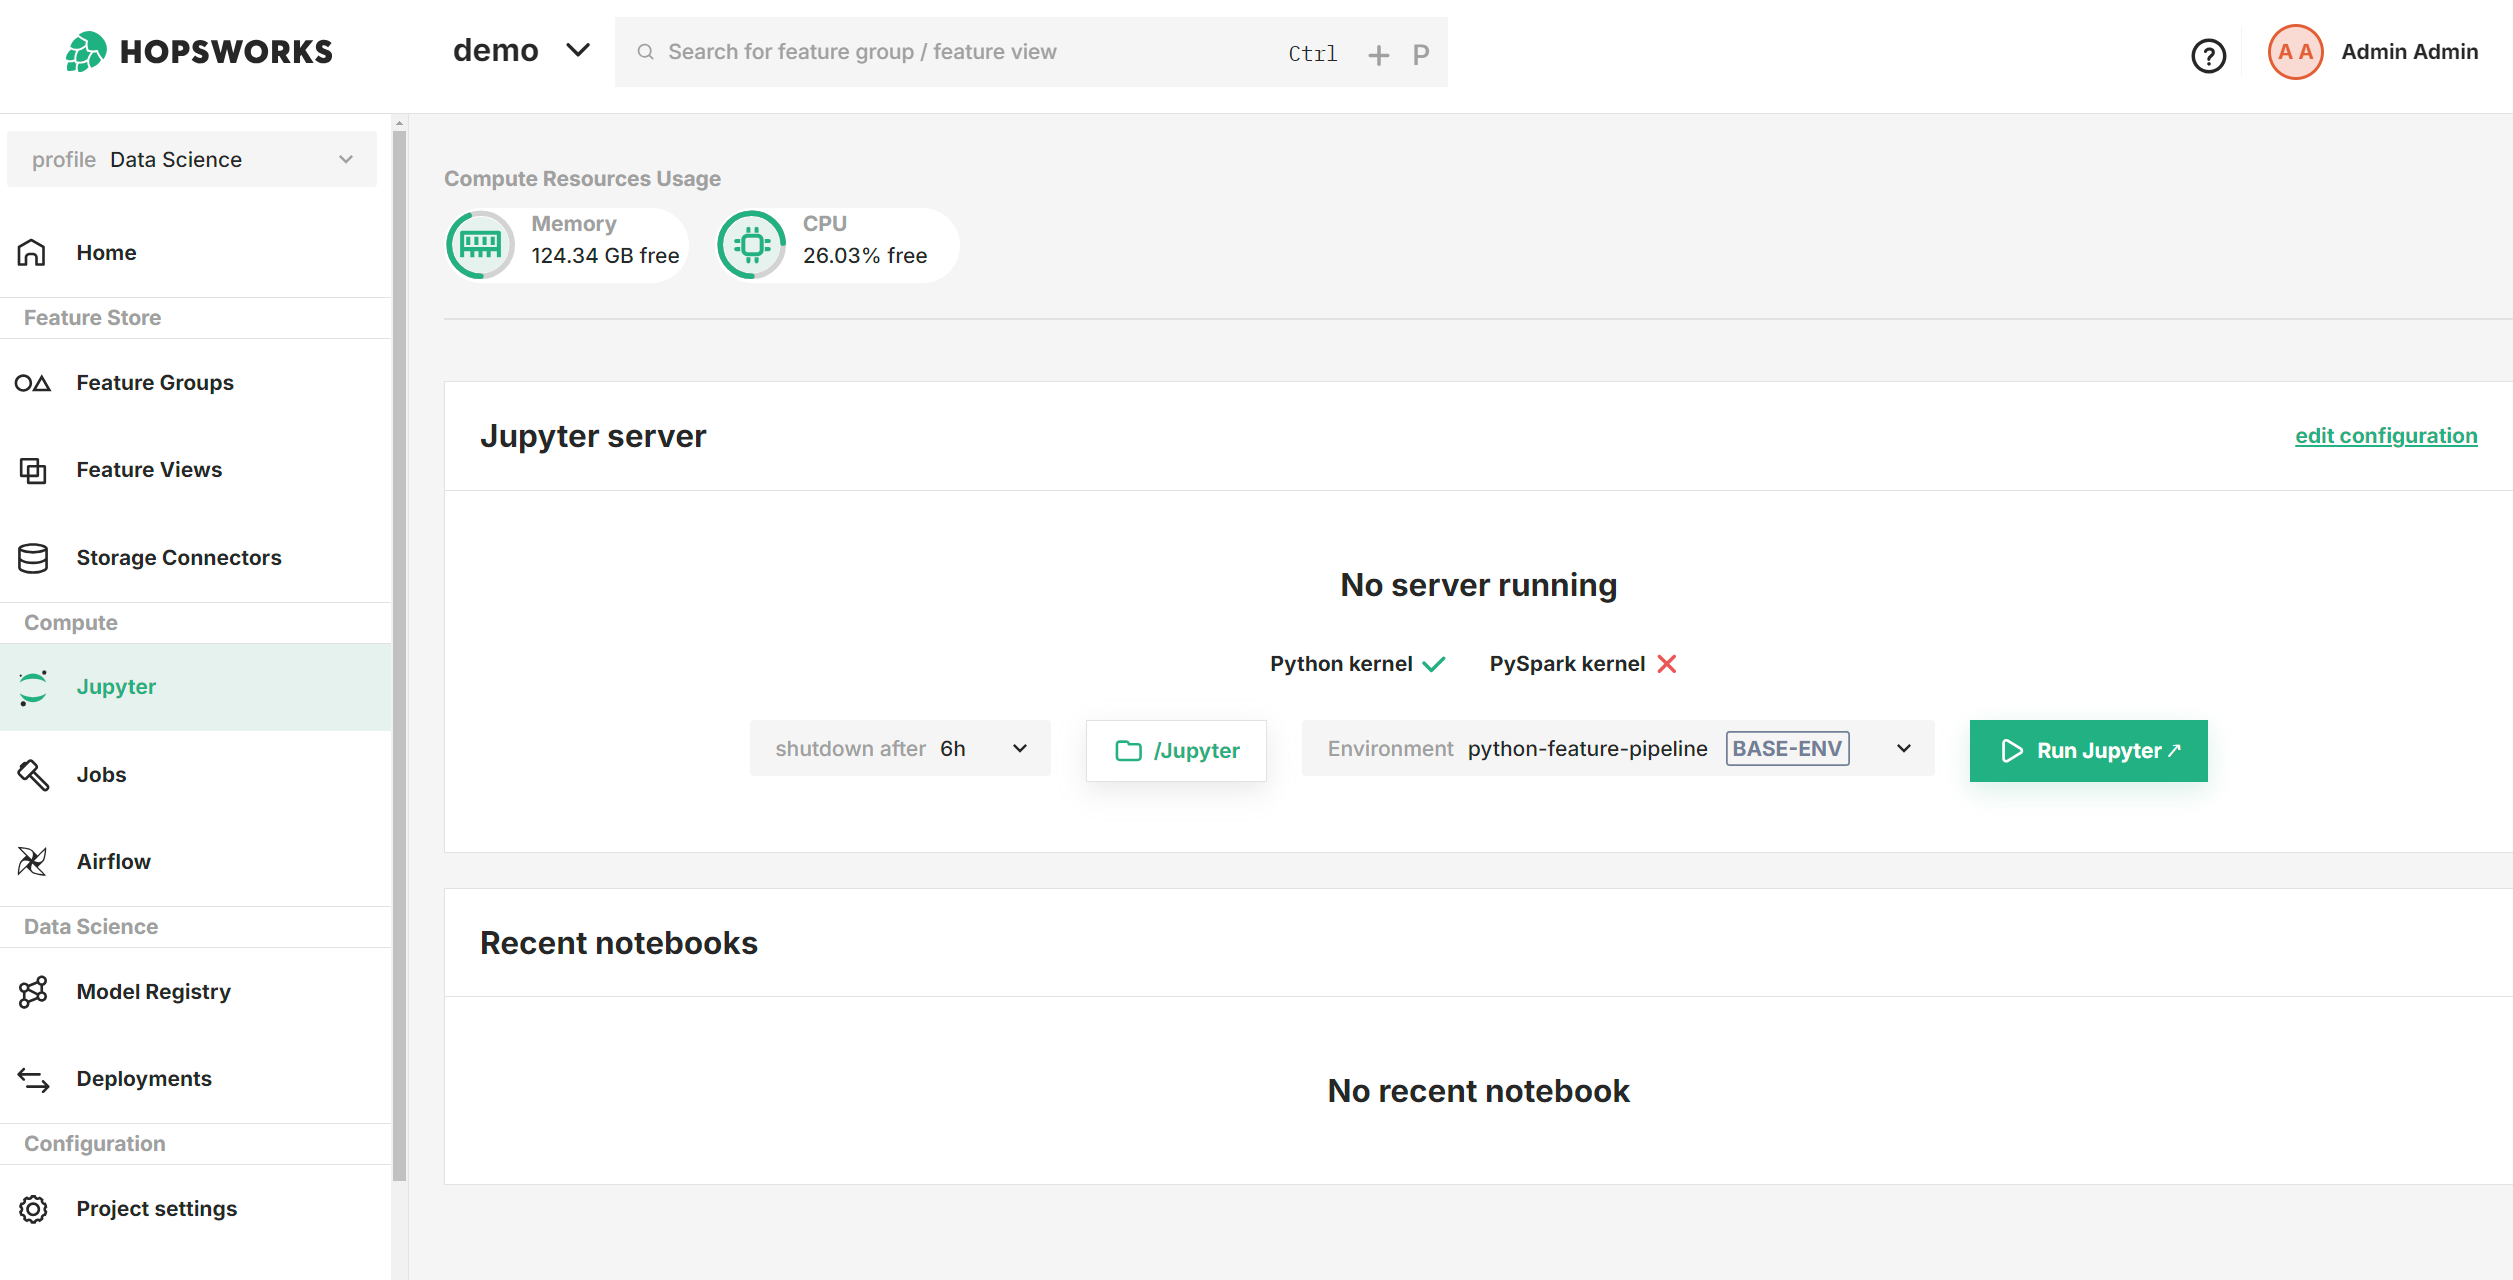 HOPSWORKS
demo
Search for feature group / feature view
Ctrl + P
A A
Admin Admin
profile Data Science
Home
Feature Store
Feature Groups
Feature Views
Storage Connectors
Compute
Jupyter
Jobs
Airflow
Data Science
Model Registry
Deployments
Configuration
Project settings
Compute Resources Usage
Memory
124.34 GB free
CPU
26.03% free
Jupyter server
edit configuration
No server running
Python kernel
PySpark kernel
shutdown after 6h
/Jupyter
Environment python-feature-pipeline BASE-ENV
Run Jupyter
Recent notebooks
No recent notebook